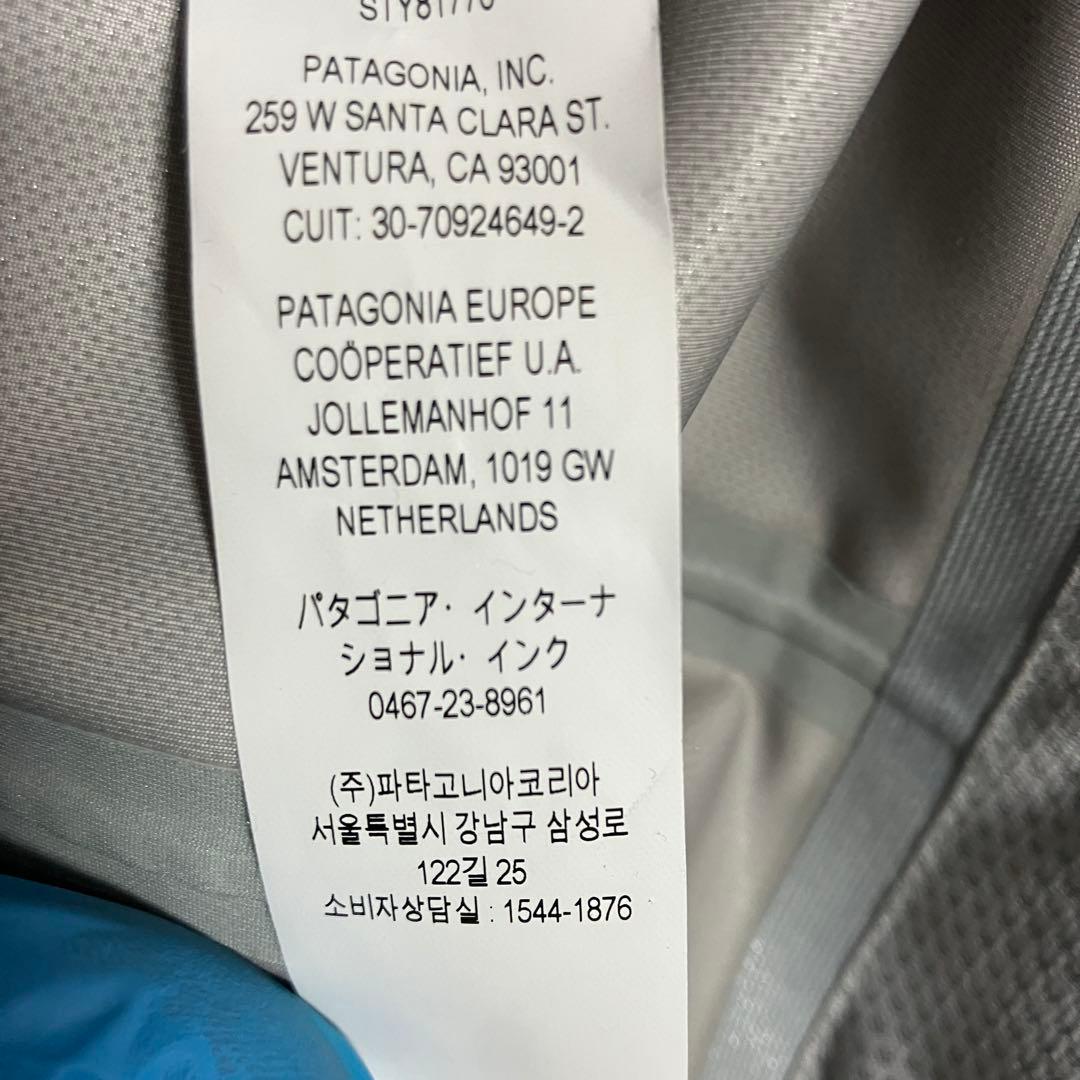 PATAGONIA, INC.
259 W SANTA CLARA ST.
VENTURA, CA 93001
CUIT: 30-70924649-2
PATAGONIA EUROPE
COÖPERATIEF U.A.
JOLLEMANHOF 11
AMSTERDAM, 1019 GW
NETHERLANDS
パタゴニア・インターナ
ショナル・インク
0467-23-8961
(주)파타고니아코리아
서울특별시 강남구 삼성로
122길 25
소비자상담실 : 1544-1876